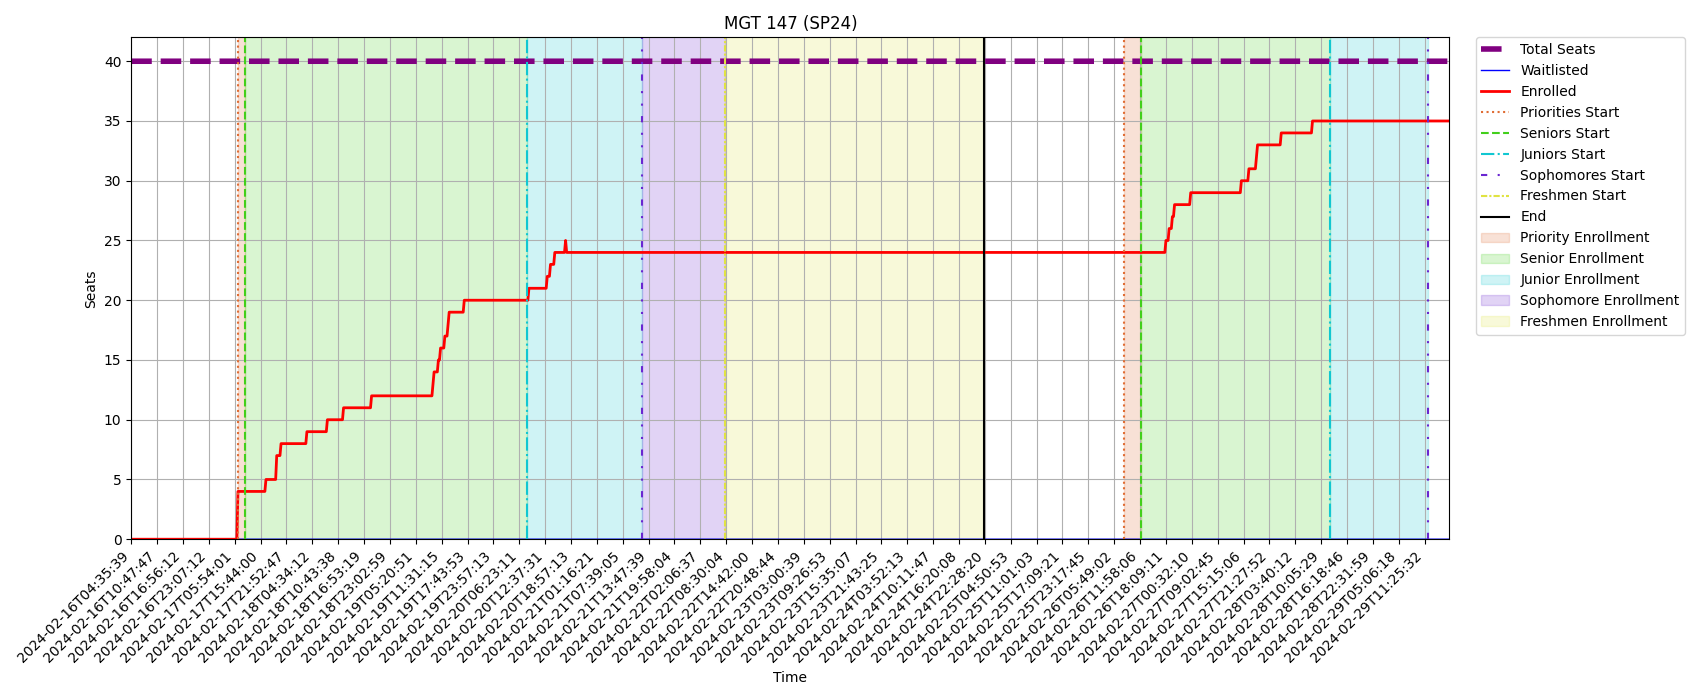 MGT 147 (SP24)
Seats
40
35
30
25
20
15
10
5
0
2024-02-16T04:35:39
2024-02-16T10:47:47
2024-02-16T16:56:12
2024-02-16T23:07:12
2024-02-17T05:54:01
2024-02-17T15:44:00
2024-02-17T21:52:47
2024-02-18T04:34:12
2024-02-18T10:43:38
2024-02-18T16:53:19
2024-02-18T23:02:59
2024-02-19T05:20:51
2024-02-19T11:31:15
2024-02-19T17:43:53
2024-02-19T23:57:13
2024-02-20T06:23:11
2024-02-20T12:37:31
2024-02-20T18:57:13
2024-02-21T01:16:21
2024-02-21T07:39:05
2024-02-21T13:47:39
2024-02-21T19:58:04
2024-02-22T02:06:37
2024-02-22T08:30:04
2024-02-22T14:42:00
2024-02-22T20:48:44
2024-02-23T03:00:39
2024-02-23T09:26:53
2024-02-23T15:35:07
2024-02-23T21:43:25
2024-02-24T03:52:13
2024-02-24T10:11:47
2024-02-24T16:20:08
2024-02-24T22:28:20
2024-02-25T04:50:53
2024-02-25T11:01:03
2024-02-25T17:09:21
2024-02-25T23:17:45
2024-02-26T05:49:02
2024-02-26T11:58:06
2024-02-26T18:09:11
2024-02-27T00:32:10
2024-02-27T09:02:45
2024-02-27T15:15:06
2024-02-27T21:27:52
2024-02-28T03:40:12
2024-02-28T10:05:29
2024-02-28T16:18:46
2024-02-28T22:31:59
2024-02-29T05:06:18
2024-02-29T11:25:32
Time
Total Seats
Waitlisted
Enrolled
Priorities Start
Seniors Start
Juniors Start
Sophomores Start
Freshmen Start
End
Priority Enrollment
Senior Enrollment
Junior Enrollment
Sophomore Enrollment
Freshmen Enrollment